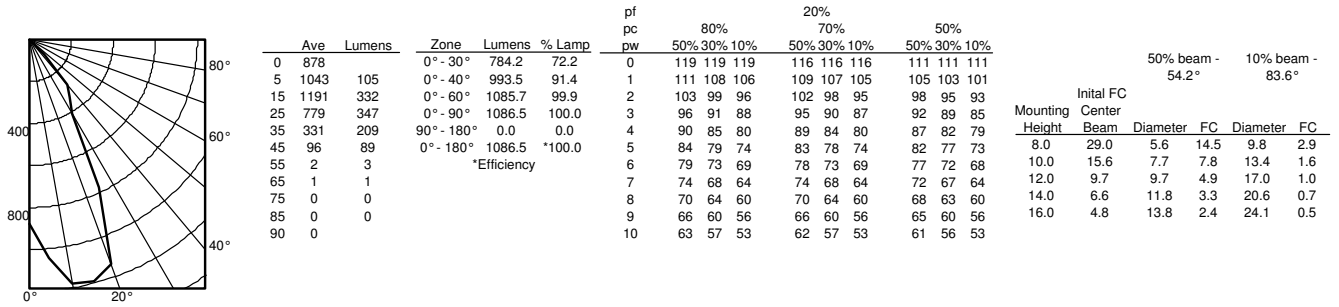 80°
60°
40°
20°
0°
400
800
Ave Lumens
0 878
5 1043 105
15 1191 332
25 779 347
35 331 209
45 96 89
55 2 3
65 1 1
75 0 0
85 0 0
90 0
Zone Lumens % Lamp
0° - 30° 784.2 72.2
0° - 40° 993.5 91.4
0° - 60° 1085.7 99.9
0° - 90° 1086.5 100.0
90° - 180° 0.0 0.0
0° - 180° 1086.5 *100.0
*Efficiency
pf 20%
pc 80% 70% 50%
pw 50% 30% 10% 50% 30% 10% 50% 30% 10%
0 119 119 119 116 116 116 111 111 111
1 111 108 106 109 107 105 105 103 101
2 103 99 96 102 98 95 98 95 93
3 96 91 88 95 90 87 92 89 85
4 90 85 80 89 84 80 87 82 79
5 84 79 74 83 78 74 82 77 73
6 79 73 69 78 73 69 77 72 68
7 74 68 64 74 68 64 72 67 64
8 70 64 60 70 64 60 68 63 60
9 66 60 56 66 60 56 65 60 56
10 63 57 53 62 57 53 61 56 53
50% beam - 10% beam -
54.2° 83.6°
Inital FC
Mounting Center
Height Beam Diameter FC Diameter FC
8.0 29.0 5.6 14.5 9.8 2.9
10.0 15.6 7.7 7.8 13.4 1.6
12.0 9.7 9.7 4.9 17.0 1.0
14.0 6.6 11.8 3.3 20.6 0.7
16.0 4.8 13.8 2.4 24.1 0.5